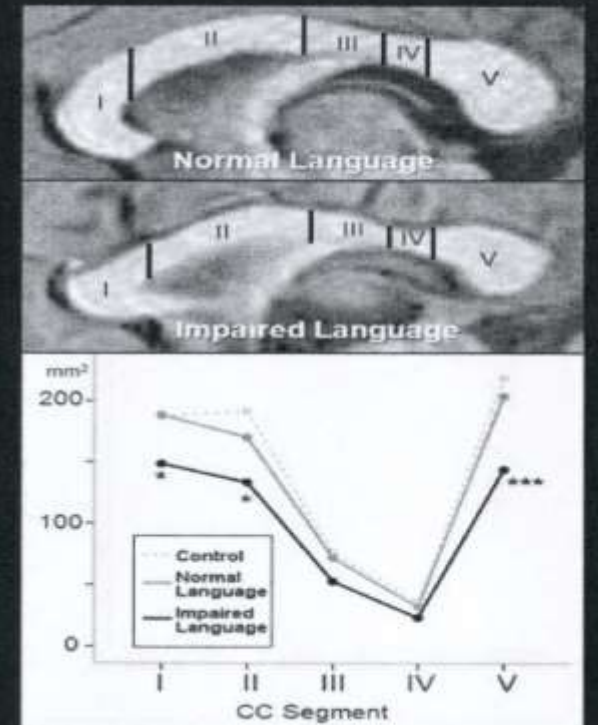 I II III IV V
Normal Language
I II III IV V
Impaired Language
mm²
200
*
*
***
100
Control
Normal
Language
Impaired
Language
0
I II III IV V
CC Segment